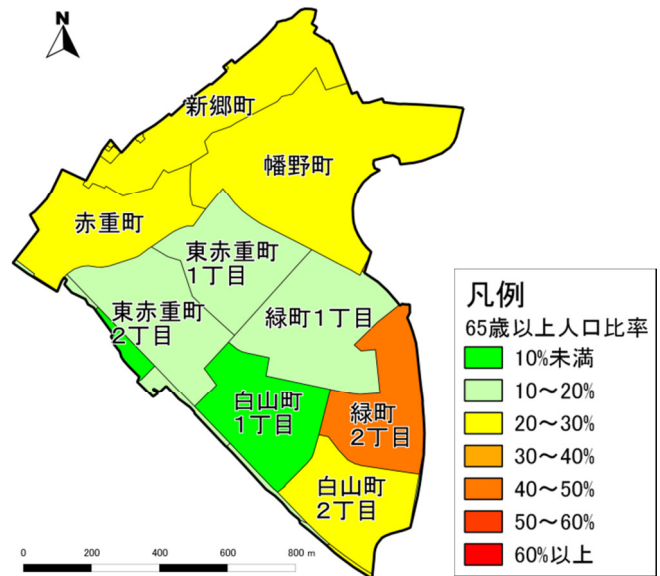 N
新郷町
幡野町
赤重町
東赤重町
1丁目
東赤重町
2丁目
緑町1丁目
白山町
1丁目
緑町
2丁目
白山町
2丁目
凡例
65歳以上人口比率
10%未満
10～20%
20～30%
30～40%
40～50%
50～60%
60%以上
0 200 400 600 800 m